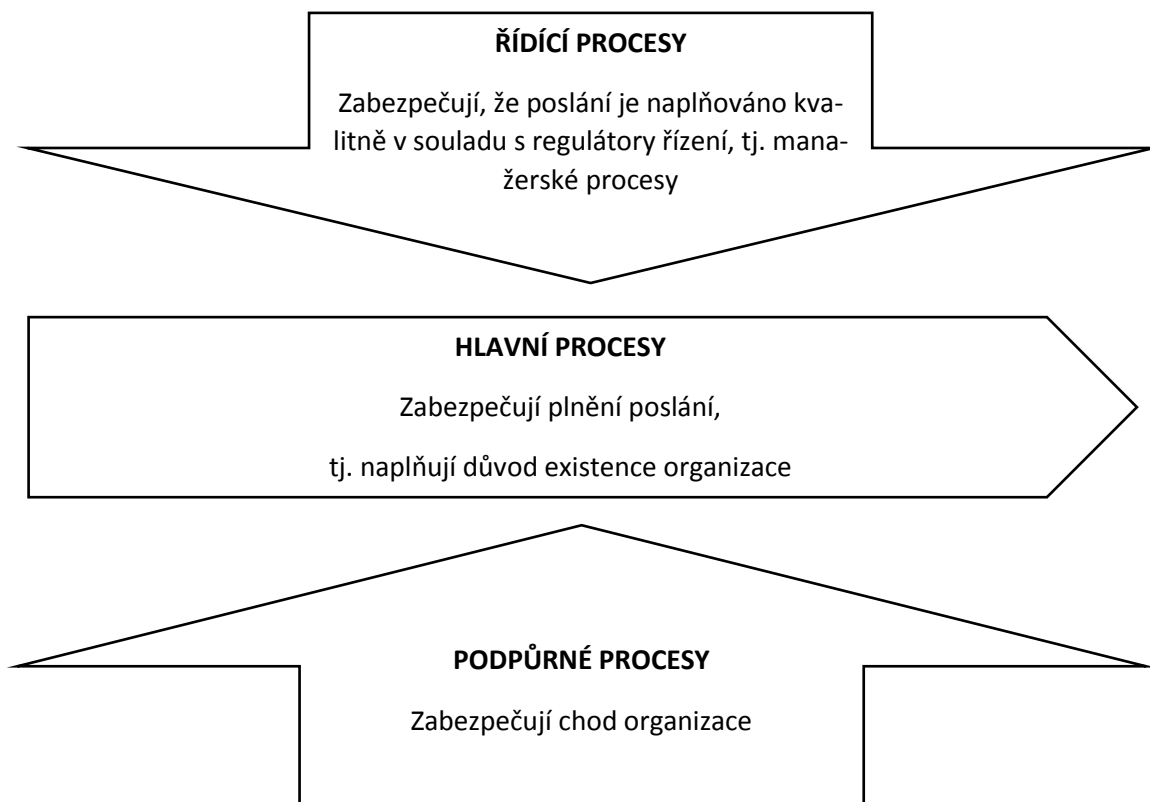 ŘÍDÍCÍ PROCESY
Zabezpečují, že poslání je naplňováno kva-
litně v souladu s regulátory řízení, tj. mana-
žerské procesy
HLAVNÍ PROCESY
Zabezpečují plnění poslání,
tj. naplňují důvod existence organizace
PODPŮRNÉ PROCESY
Zabezpečují chod organizace